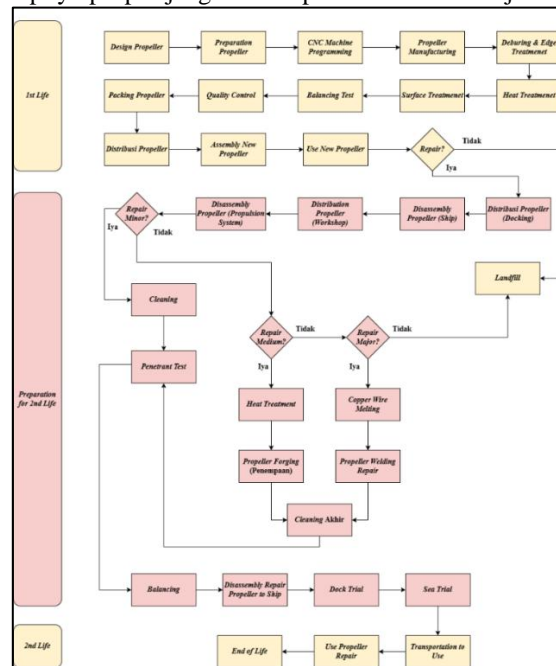 1st Life
Design Propeller
Preparation
Propeller
CNC Machine
Programming
Propeller
Manufacturing
Deburing & Edge
Treatmenet
Packing Propeller
Quality Control
Balancing Test
Surface Treatmenet
Heat Treatmenet
Distribusi Propeller
Assembly New
Propeller
Use New Propeller
Repair?
Tidak
Iya
Preparation
for 2nd Life
Repair
Minor?
Iya
Tidak
Disassembly
Propeller (Propulsion
System)
Distribution
Propeller
(Workshop)
Disassembly
Propeller (Ship)
Distribusi Propeller
(Docking)
Landfill
Cleaning
Penetrant Test
Repair
Medium?
Tidak
Iya
Repair
Major?
Tidak
Iya
Heat Treatment
Copper Wire
Melting
Propeller Forging
(Penempaan)
Propeller Welding
Repair
Cleaning Akhir
Balancing
Disassembly Repair
Propeller to Ship
Dock Trial
Sea Trial
2nd Life
End of Life
Use Propeller
Repair
Transportation to
Use